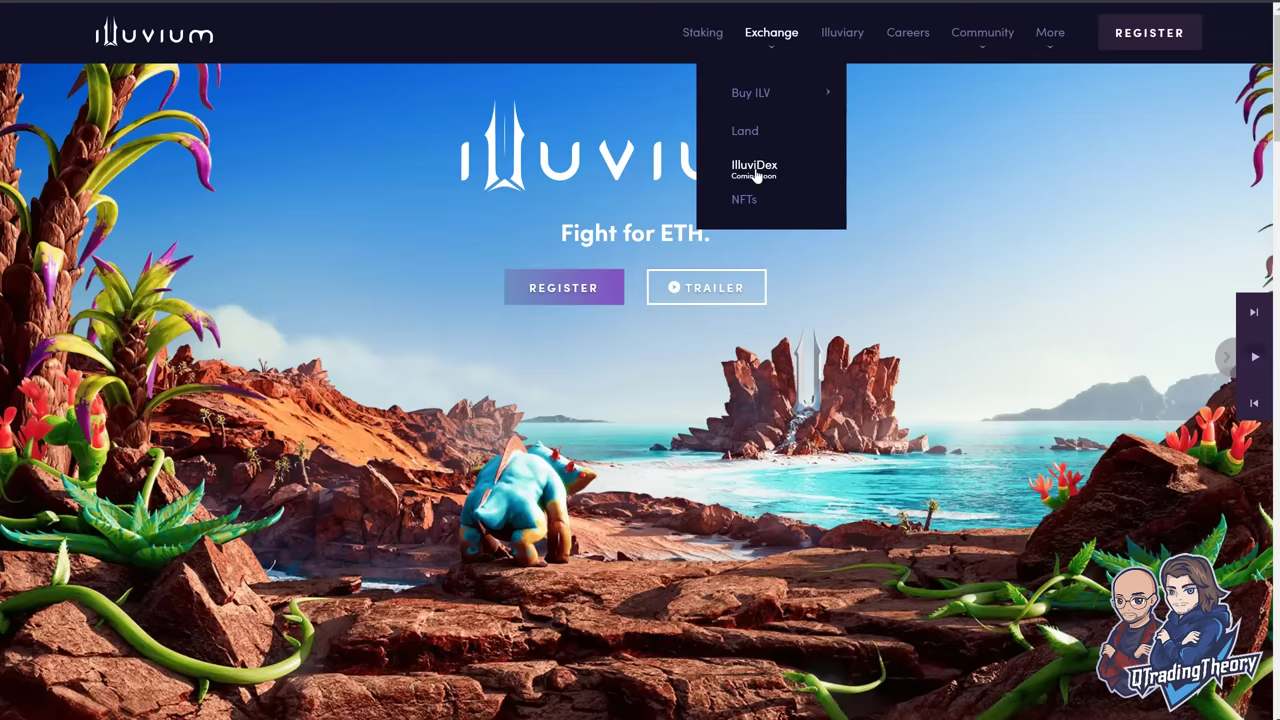 ILLUVIUM
Staking
Exchange
Illuviary
Careers
Community
More
REGISTER
Buy ILV
Land
IlluviDex
NFTs
Fight for ETH.
REGISTER
TRAILER
QTradingTheory